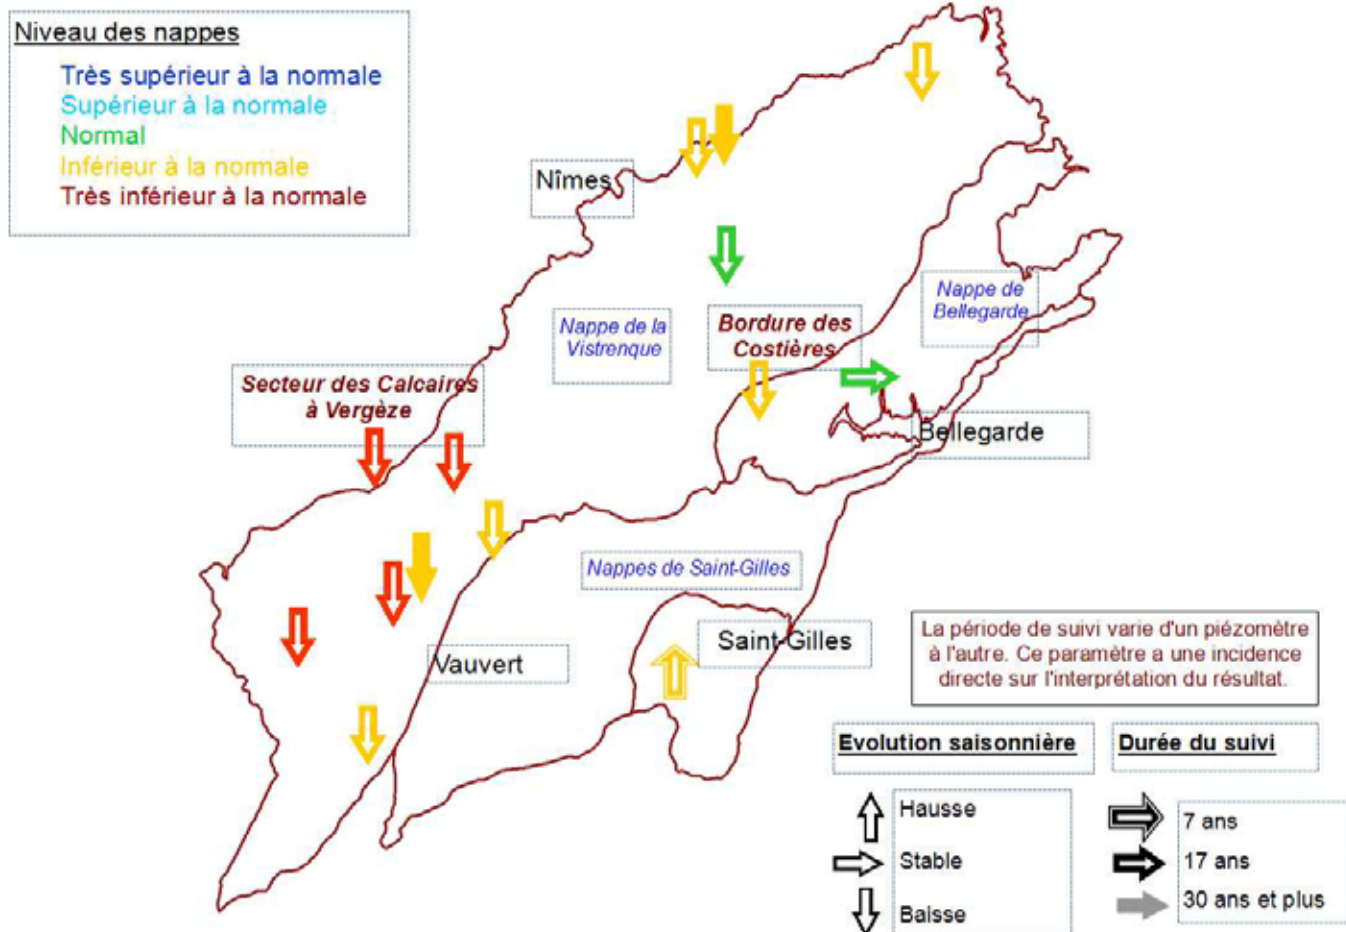 Niveau des nappes
Très supérieur à la normale
Supérieur à la normale
Normal
Inférieur à la normale
Très inférieur à la normale
Nîmes
Nappe de la
Vistrenque
Bordure des
Costières
Nappe de
Bellegarde
Secteur des Calcaires
à Vergèze
Bellegarde
Nappes de Saint-Gilles
Saint-Gilles
Vauvert
La période de suivi varie d'un piézomètre
à l'autre. Ce paramètre a une incidence
directe sur l'interprétation du résultat.
Evolution saisonnière
Hausse
Stable
Baisse
Durée du suivi
7 ans
17 ans
30 ans et plus